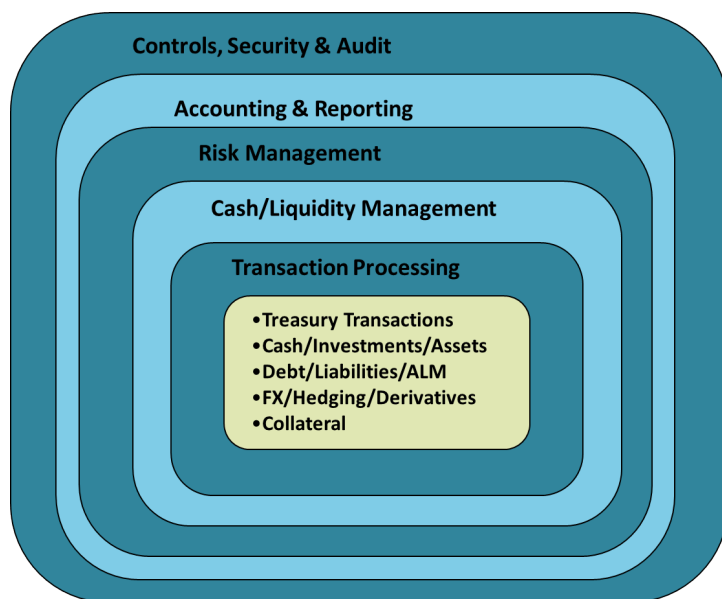 Controls, Security & Audit
Accounting & Reporting
Risk Management
Cash/Liquidity Management
Transaction Processing
•Treasury Transactions
•Cash/Investments/Assets
•Debt/Liabilities/ALM
•FX/Hedging/Derivatives
•Collateral